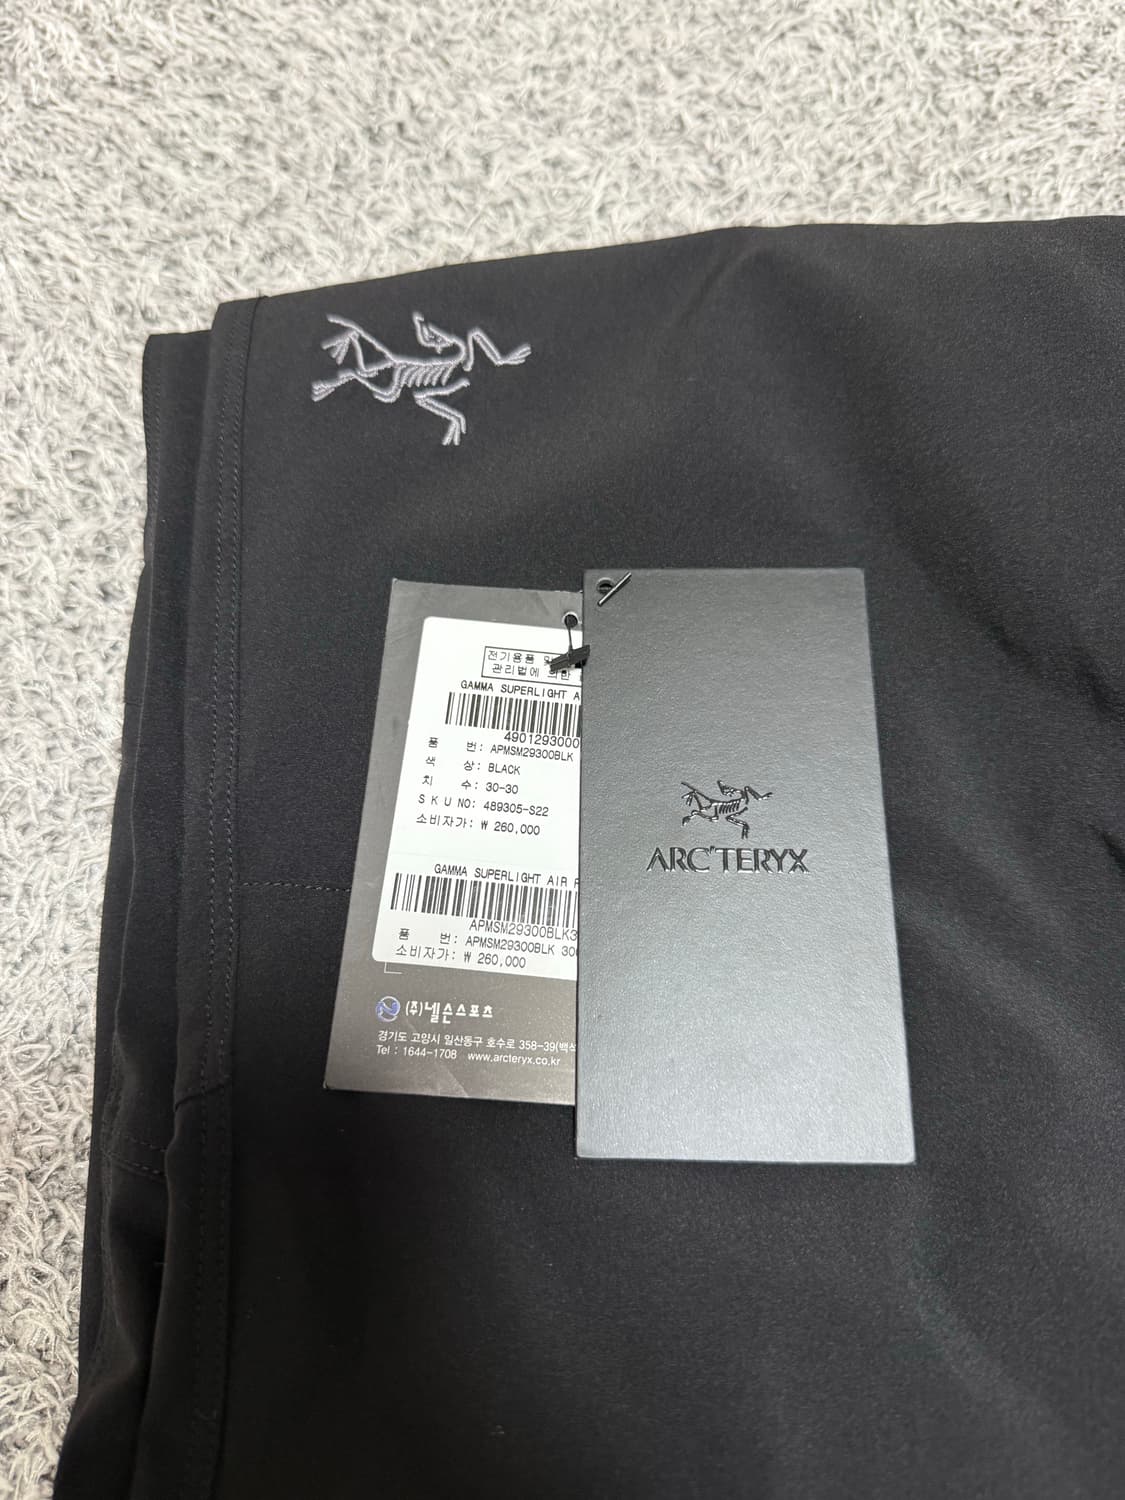 전기용품 및
관리법에 의한
GAMMA SUPERLIGHT
4901293000
품 번: APMSM29300BLK
색 상: BLACK
치 수: 30-30
SKU NO: 489305-S22
소비자가: ₩ 260,000
GAMMA SUPERLIGHT AIR
APMSM29300BLK3
품 번: APMSM29300BLK
소비자가: ₩ 260,000
(주)넬슨스포츠
경기도 고양시 일산동구 호수로 358-39(백석
Tel : 1644-1708 www.arcteryx.co.kr
ARC'TERYX